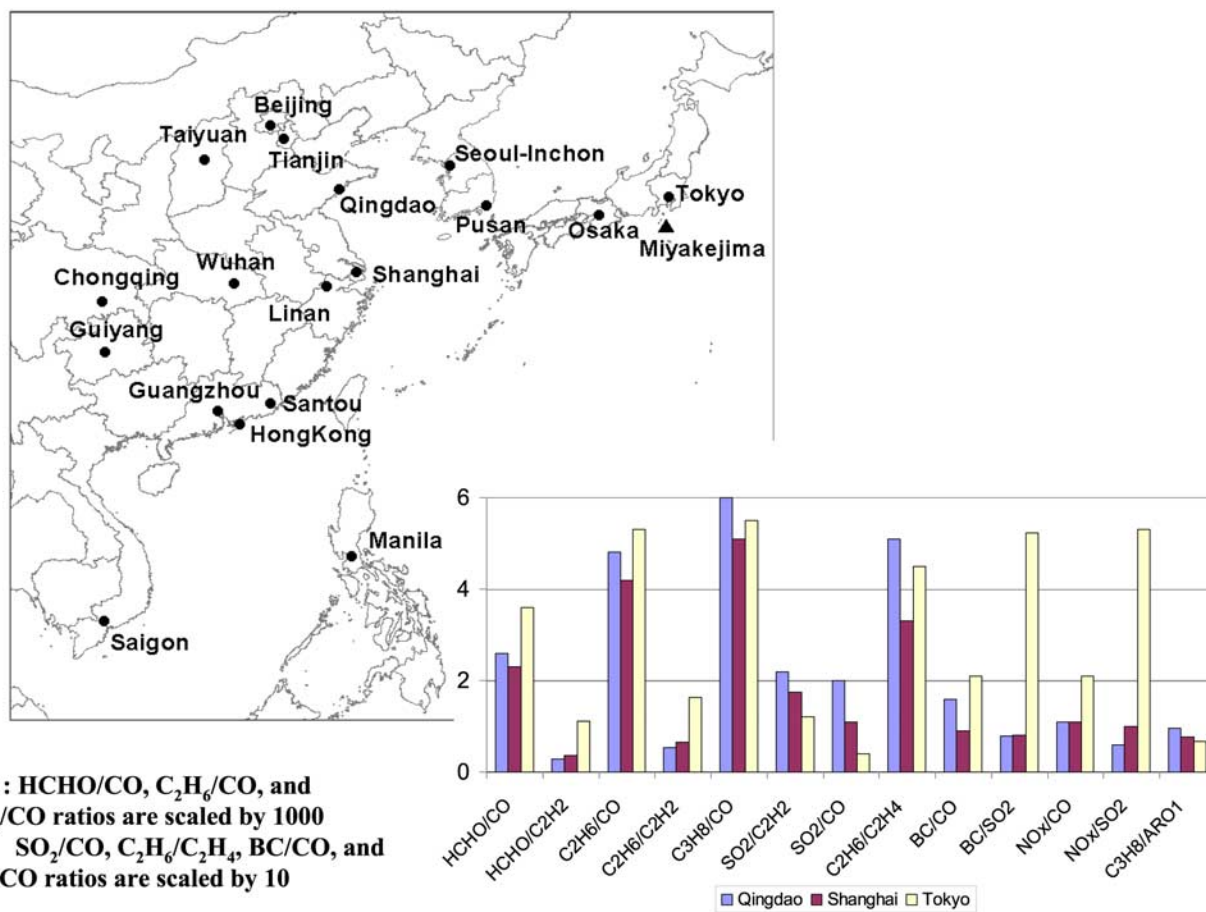 Beijing
Taiyuan
Tianjin
Seoul-Inchon
Qingdao
Tokyo
Pusan
Osaka
Miyakejima
Wuhan
Chongqing
Shanghai
Linan
Guiyang
Guangzhou
Santou
HongKong
Manila
Saigon
: HCHO/CO, C₂H₆/CO, and
/CO ratios are scaled by 1000
SO₂/CO, C₂H₆/C₂H₄, BC/CO, and
CO ratios are scaled by 10
6
4
2
0
HCHO/CO
HCHO/C2H2
C2H6/CO
C2H6/C2H2
C3H8/CO
SO2/C2H2
SO2/CO
C2H6/C2H4
BC/CO
BC/SO2
NOx/CO
NOx/SO2
C3H8/ARO1
Qingdao Shanghai Tokyo